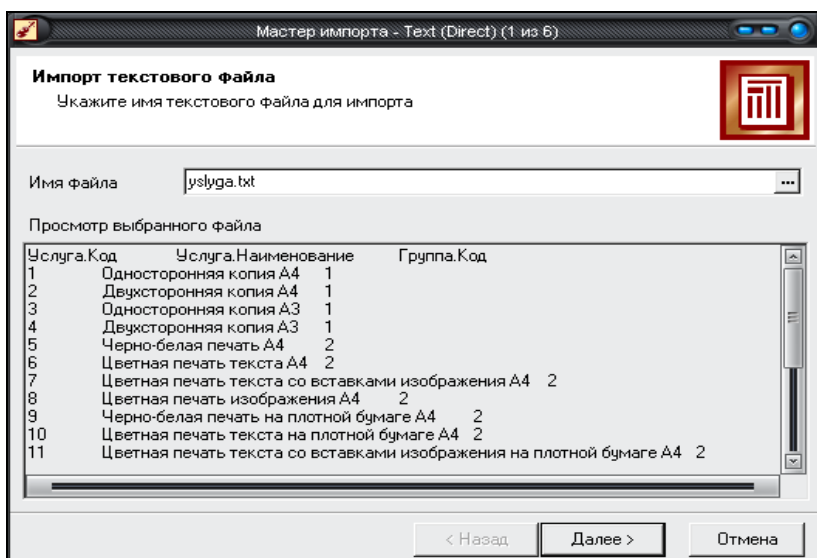 Мастер импорта - Text (Direct) (1 из 6)
Импорт текстового файла
Укажите имя текстового файла для импорта
Имя файла yslyga.txt ...
Просмотр выбранного файла
Услуга.Код Услуга.Наименование Группа.Код
1 Односторонняя копия А4 1
2 Двухсторонняя копия А4 1
3 Односторонняя копия А3 1
4 Двухсторонняя копия А3 1
5 Черно-белая печать А4 2
6 Цветная печать текста А4 2
7 Цветная печать текста со вставками изображения А4 2
8 Цветная печать изображения А4 2
9 Черно-белая печать на плотной бумаге А4 2
10 Цветная печать текста на плотной бумаге А4 2
11 Цветная печать текста со вставками изображения на плотной бумаге А4 2
< Назад Далее > Отмена